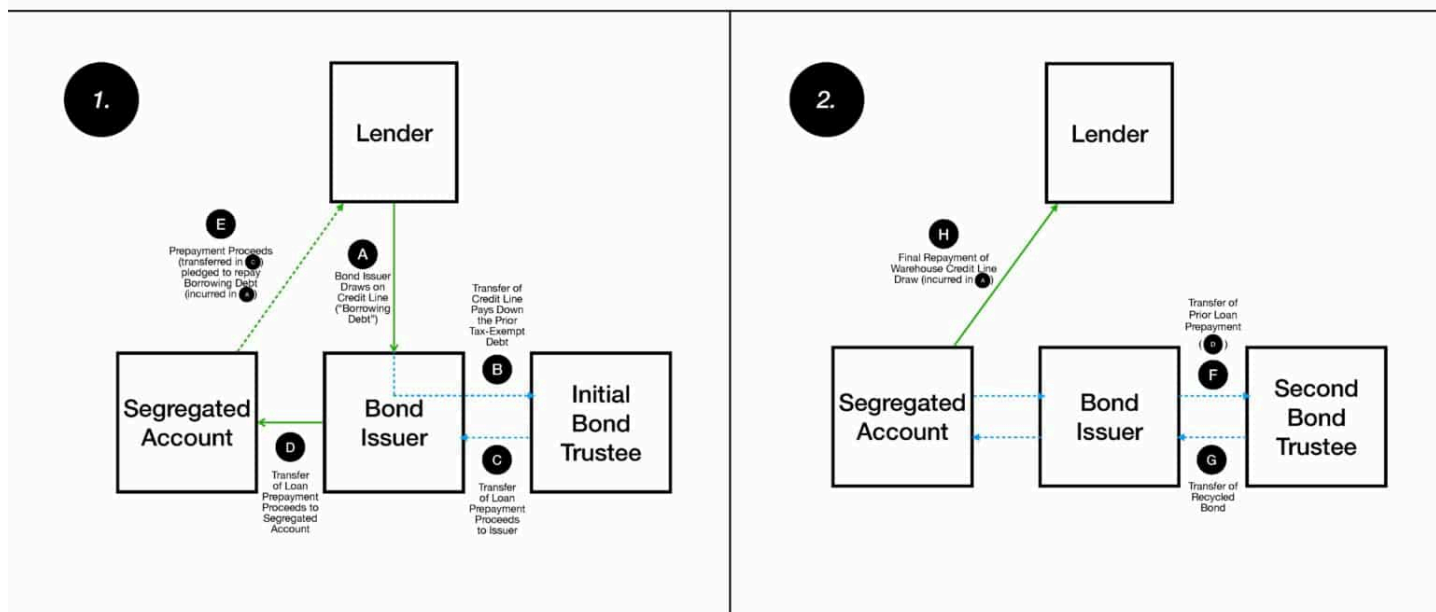 1.
Lender
E
Prepayment Proceeds
(transferred in C)
pledged to repay
Borrowing Debt
(incurred in A)
A
Bond Issuer
Draws on
Credit Line
("Borrowing
Debt")
Transfer of
Credit Line
Pays Down
the Prior
Tax-Exempt
Debt
B
Segregated
Account
Bond
Issuer
Initial
Bond
Trustee
D
Transfer
of Loan
Prepayment
Proceeds to
Segregated
Account
C
Transfer
of Loan
Prepayment
Proceeds
to Issuer
2.
Lender
H
Final Repayment of
Warehouse Credit Line
Draw (incurred in A)
Transfer of
Prior Loan
Prepayment
(D)
F
Segregated
Account
Bond
Issuer
Second
Bond
Trustee
G
Transfer of
Recycled
Bond